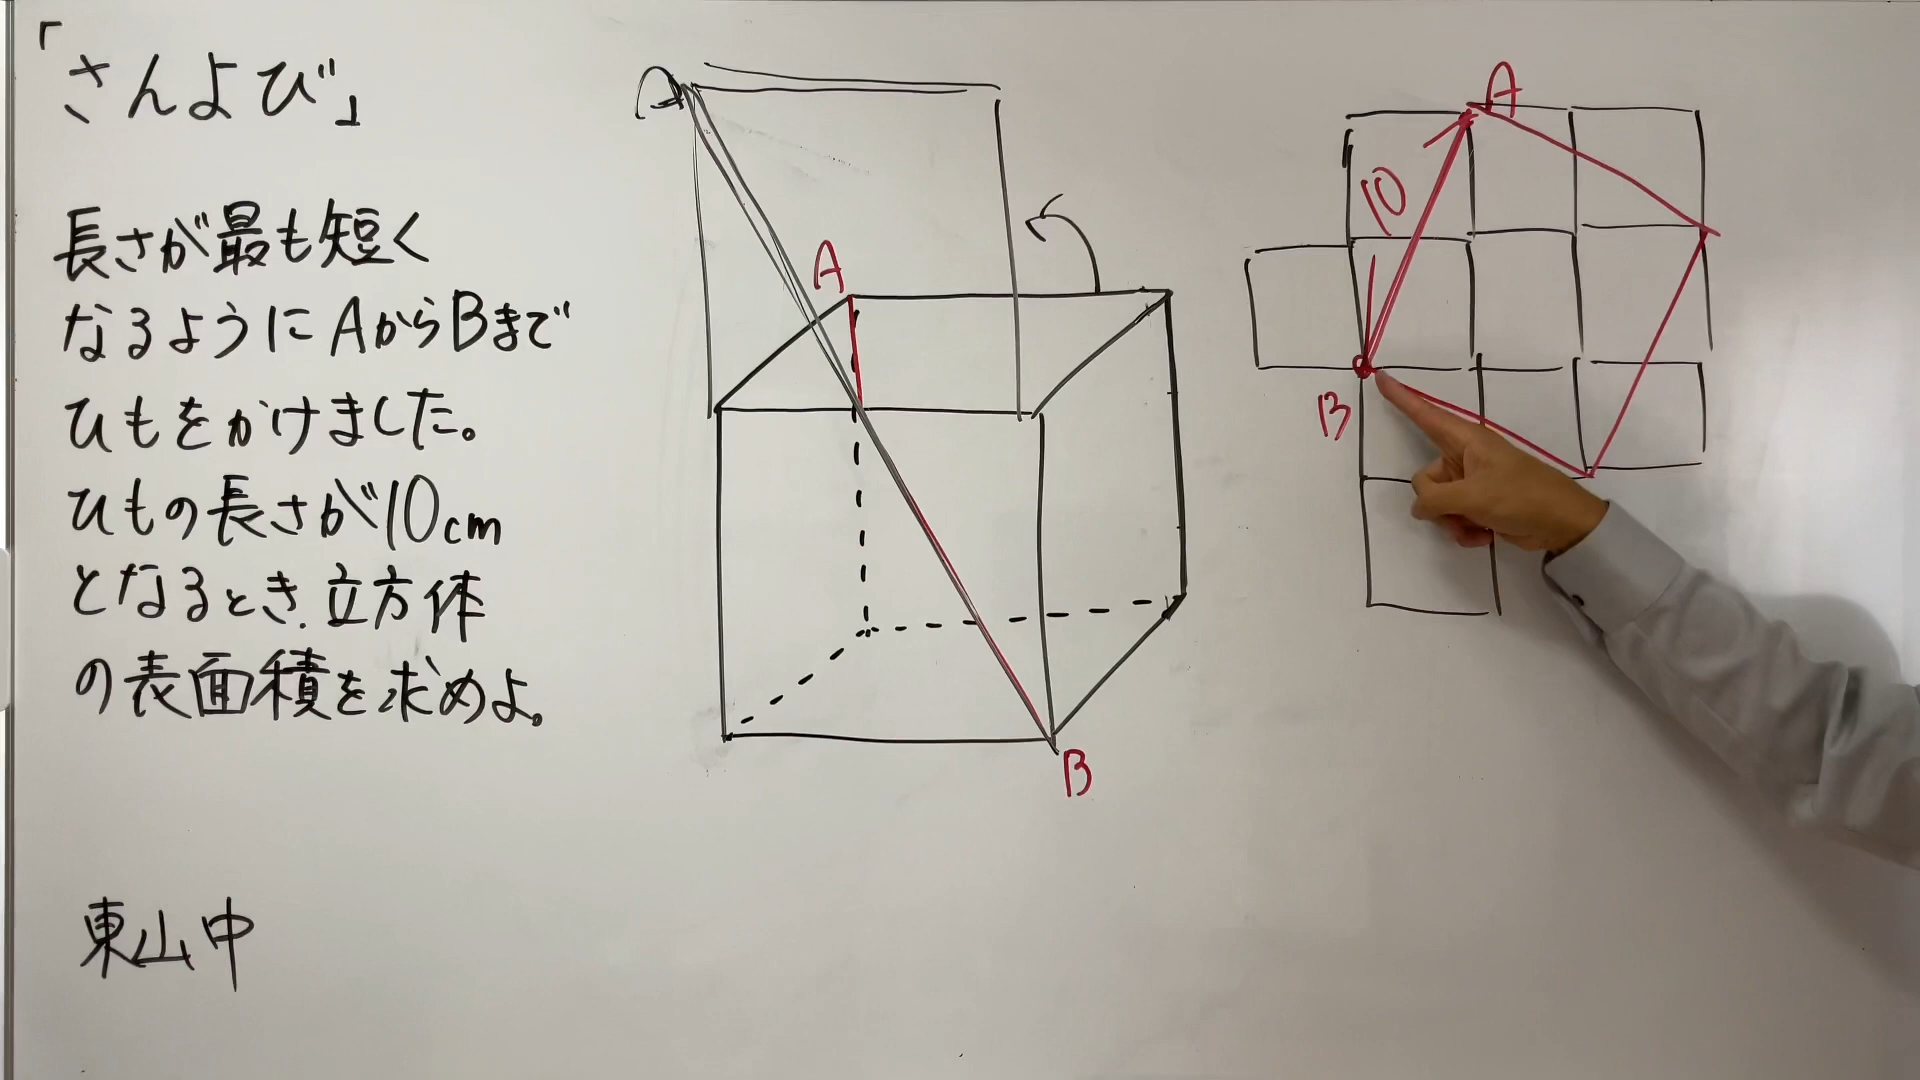 「さんよび」
長さが最も短く
なるようにAからBまで
ひもをかけました。
ひもの長さが10cm
となるとき.立方体
の表面積を求めよ。
東山中
A
A
B
A
10
B